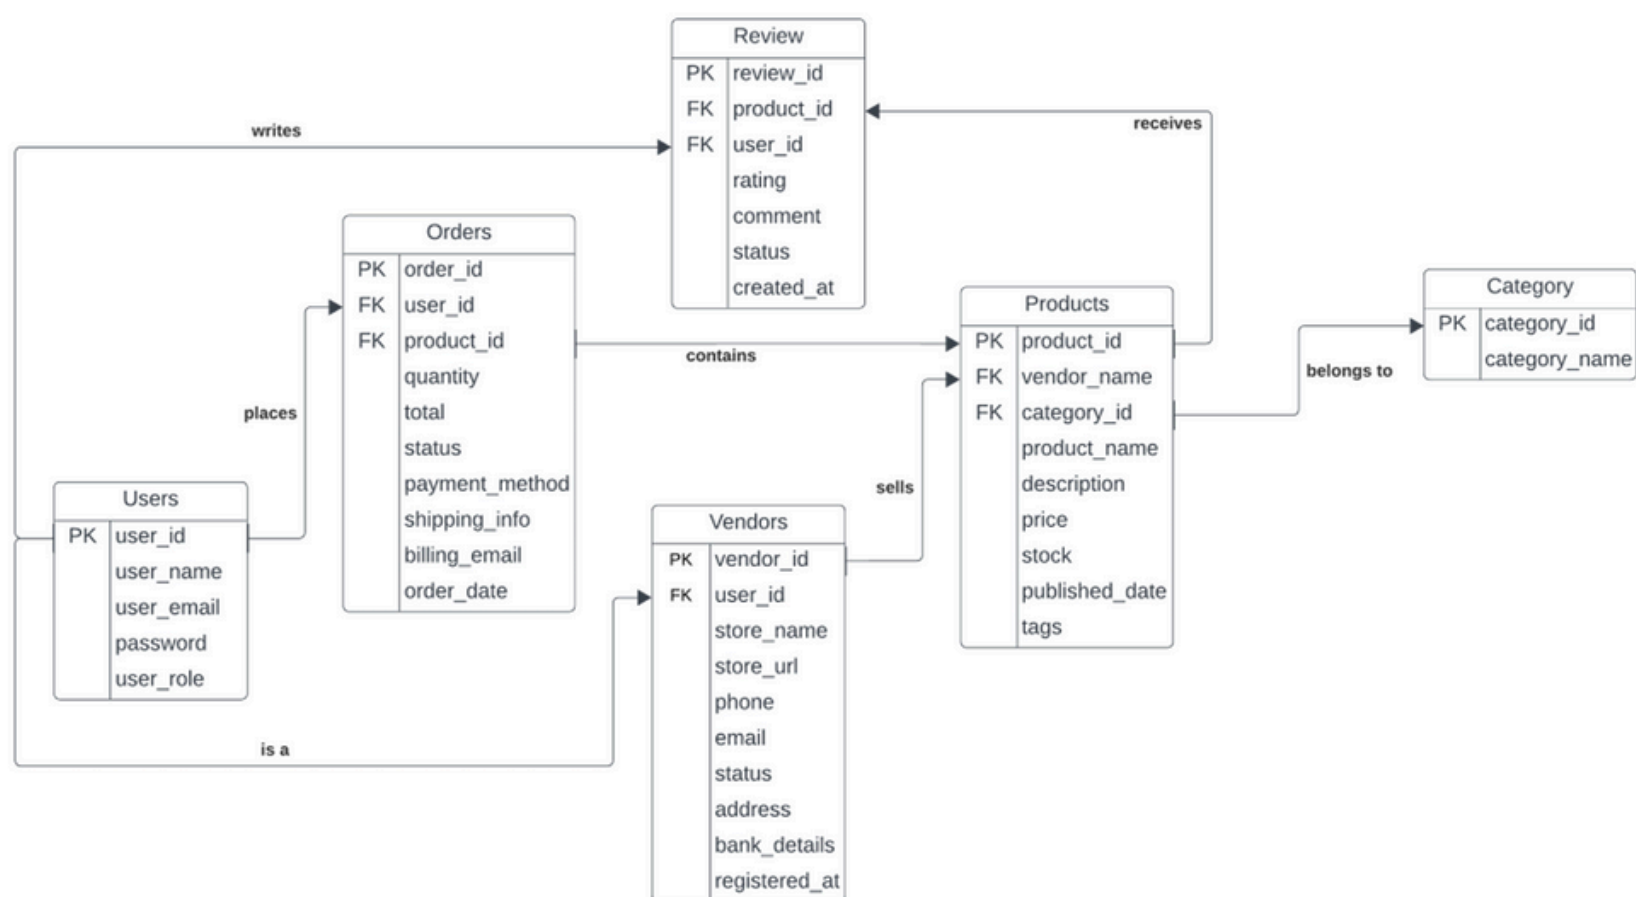 Review
PK review_id
FK product_id
FK user_id
rating
comment
status
created_at
writes
receives
Orders
PK order_id
FK user_id
FK product_id
quantity
total
status
payment_method
shipping_info
billing_email
order_date
places
contains
Products
PK product_id
FK vendor_name
FK category_id
product_name
description
price
stock
published_date
tags
Category
PK category_id
category_name
belongs to
sells
Users
PK user_id
user_name
user_email
password
user_role
is a
Vendors
PK vendor_id
FK user_id
store_name
store_url
phone
email
status
address
bank_details
registered_at